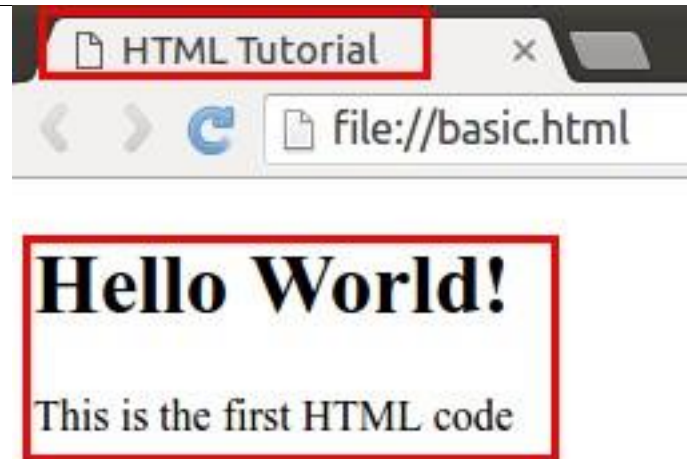 HTML Tutorial
file://basic.html
Hello World!
This is the first HTML code